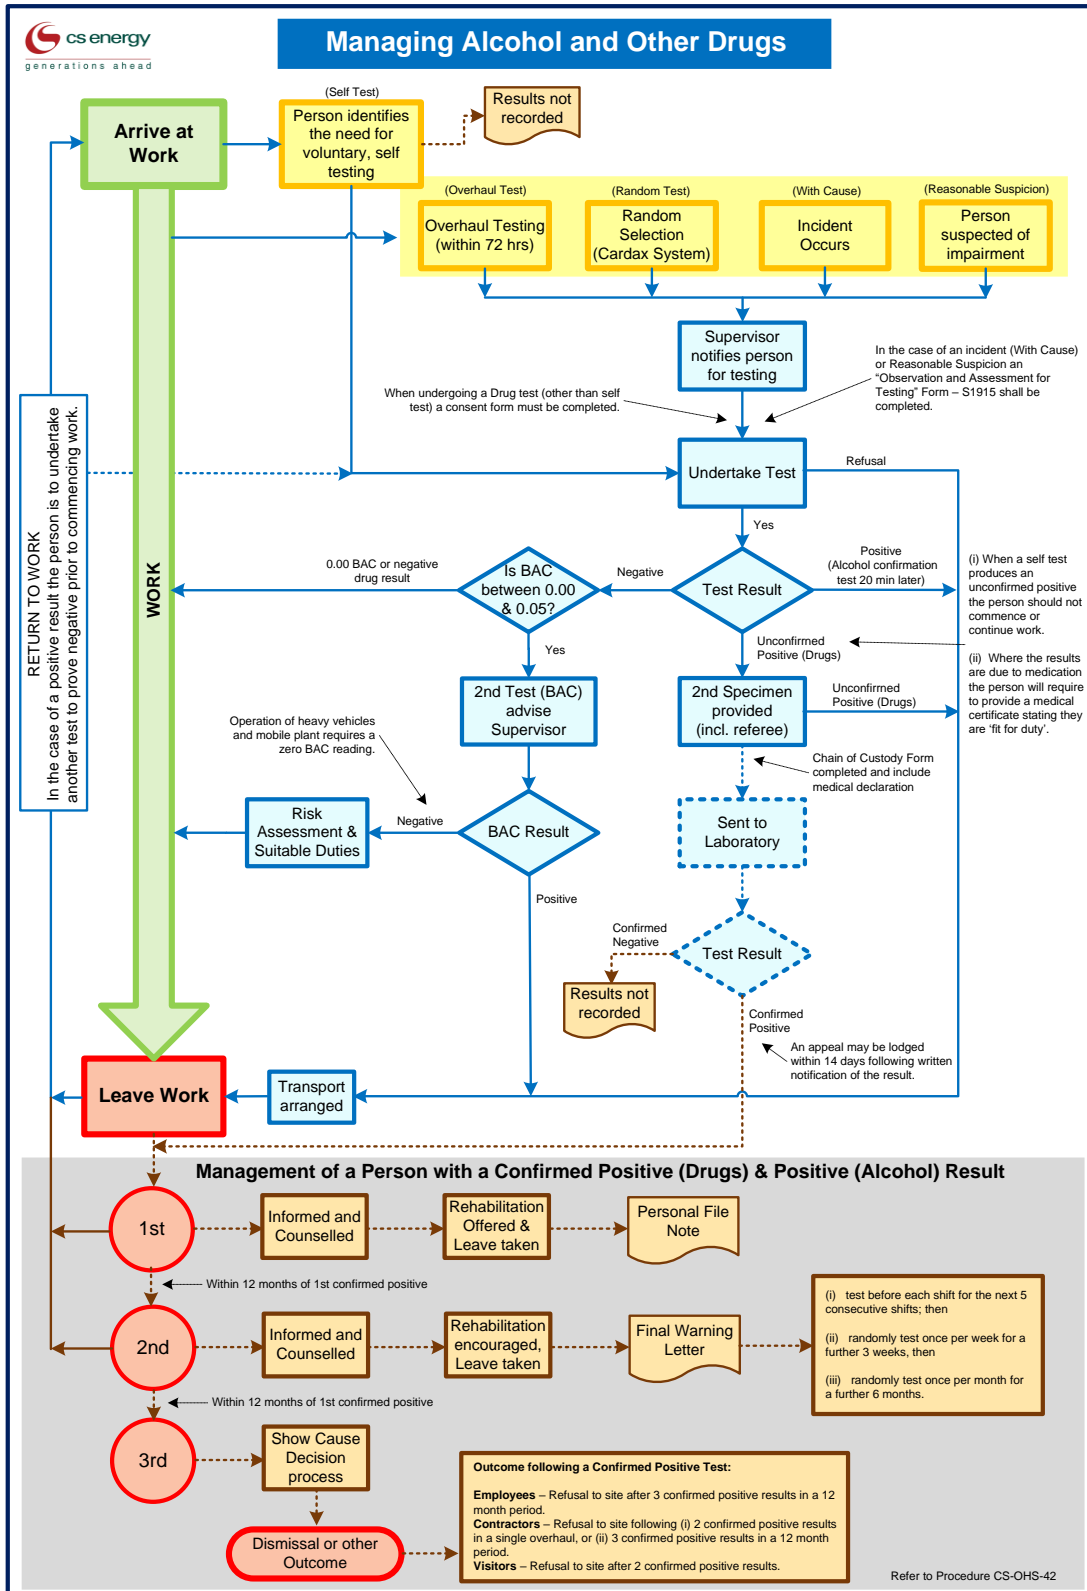 cs energy
generations ahead
Managing Alcohol and Other Drugs
(Self Test)
Arrive at
Work
Person identifies
the need for
voluntary, self
testing
Results not
recorded
(Overhaul Test)
Overhaul Testing
(within 72 hrs)
(Random Test)
Random
Selection
(Cardax System)
(With Cause)
Incident
Occurs
(Reasonable Suspicion)
Person
suspected of
impairment
Supervisor
notifies person
for testing
When undergoing a Drug test (other than self
test) a consent form must be completed.
In the case of an incident (With Cause)
or Reasonable Suspicion an
“Observation and Assessment for
Testing” Form – S1915 shall be
completed.
RETURN TO WORK
In the case of a positive result the person is to undertake
another test to prove negative prior to commencing work.
WORK
Undertake Test
Refusal
Yes
Test Result
Positive
(Alcohol confirmation
test 20 min later)
Negative
Is BAC
between 0.00
& 0.05?
0.00 BAC or negative
drug result
(i) When a self test
produces an
unconfirmed positive
the person should not
commence or
continue work.
(ii) Where the results
are due to medication
the person will require
to provide a medical
certificate stating they
are ‘fit for duty’.
Unconfirmed
Positive (Drugs)
Yes
2nd Test (BAC)
advise
Supervisor
2nd Specimen
provided
(incl. referee)
Unconfirmed
Positive (Drugs)
Operation of heavy vehicles
and mobile plant requires a
zero BAC reading.
Chain of Custody Form
completed and include
medical declaration
Risk
Assessment &
Suitable Duties
Negative
BAC Result
Sent to
Laboratory
Positive
Confirmed
Negative
Test Result
Results not
recorded
Confirmed
Positive
An appeal may be lodged
within 14 days following written
notification of the result.
Leave Work
Transport
arranged
Management of a Person with a Confirmed Positive (Drugs) & Positive (Alcohol) Result
1st
Informed and
Counselled
Rehabilitation
Offered &
Leave taken
Personal File
Note
Within 12 months of 1st confirmed positive
2nd
Informed and
Counselled
Rehabilitation
encouraged,
Leave taken
Final Warning
Letter
(i) test before each shift for the next 5
consecutive shifts; then
(ii) randomly test once per week for a
further 3 weeks, then
(iii) randomly test once per month for
a further 6 months.
Within 12 months of 1st confirmed positive
3rd
Show Cause
Decision
process
Dismissal or other
Outcome
Outcome following a Confirmed Positive Test:
Employees – Refusal to site after 3 confirmed positive results in a 12
month period.
Contractors – Refusal to site following (i) 2 confirmed positive results
in a single overhaul, or (ii) 3 confirmed positive results in a 12 month
period.
Visitors – Refusal to site after 2 confirmed positive results.
Refer to Procedure CS-OHS-42